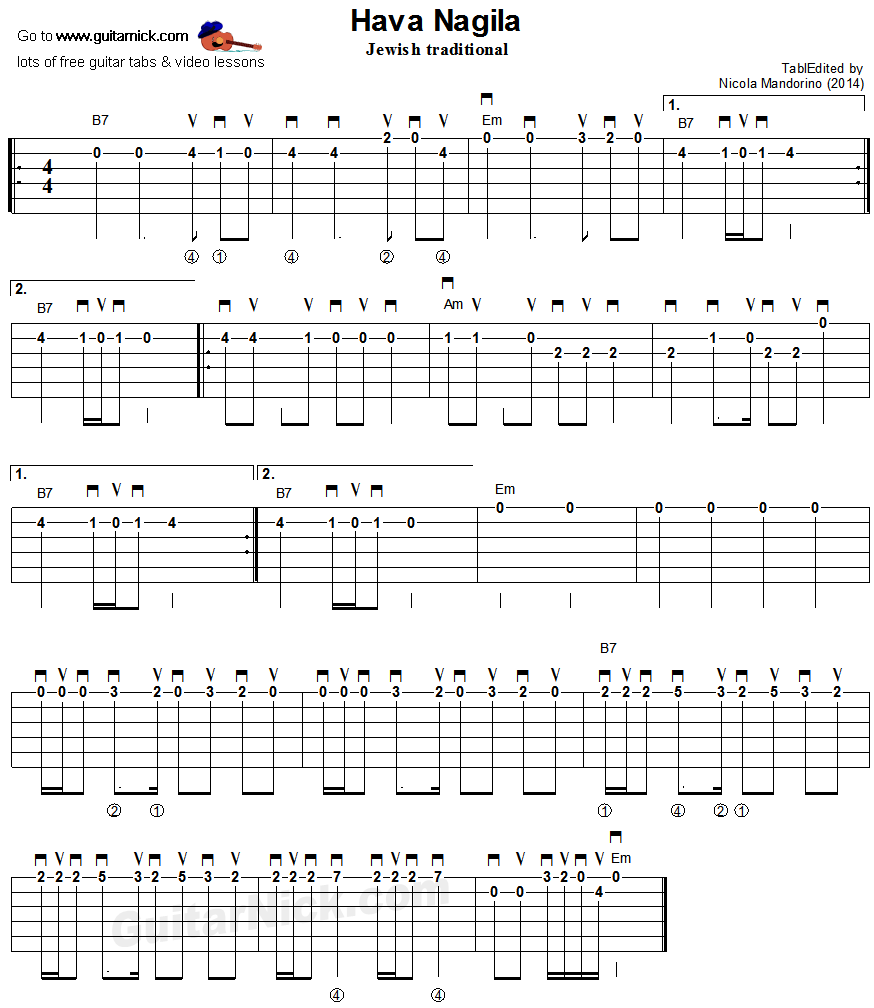 Hava Nagila
Jewish traditional
Go to www.guitarnick.com
lots of free guitar tabs & video lessons
TablEdited by
Nicola Mandorino (2014)
B7 V V V V Em V V 1. B7 V
0 0 4 1 0 4 4 2 0 4 0 0 3 2 0 4 1 0 1 4
4
4
4 1 4 2 4
2. B7 V V V Am V V V V V
4 1 0 1 0 4 4 1 0 0 0 1 1 0 2 2 2 2 1 0 2 2 0
1. B7 V 2. B7 V Em
4 1 0 1 4 4 1 0 1 0 0 0 0 0 0 0
B7
V V V V V V V V V V V V
0 0 0 3 2 0 3 2 0 0 0 0 3 2 0 3 2 0 2 2 2 5 3 2 5 3 2
2 1 1 4 2 1
V V V V V V V V V Em
2 2 2 5 3 2 5 3 2 2 2 2 7 2 2 2 7 0 0 3 2 0 4 0
GuitarNick.com
4 4